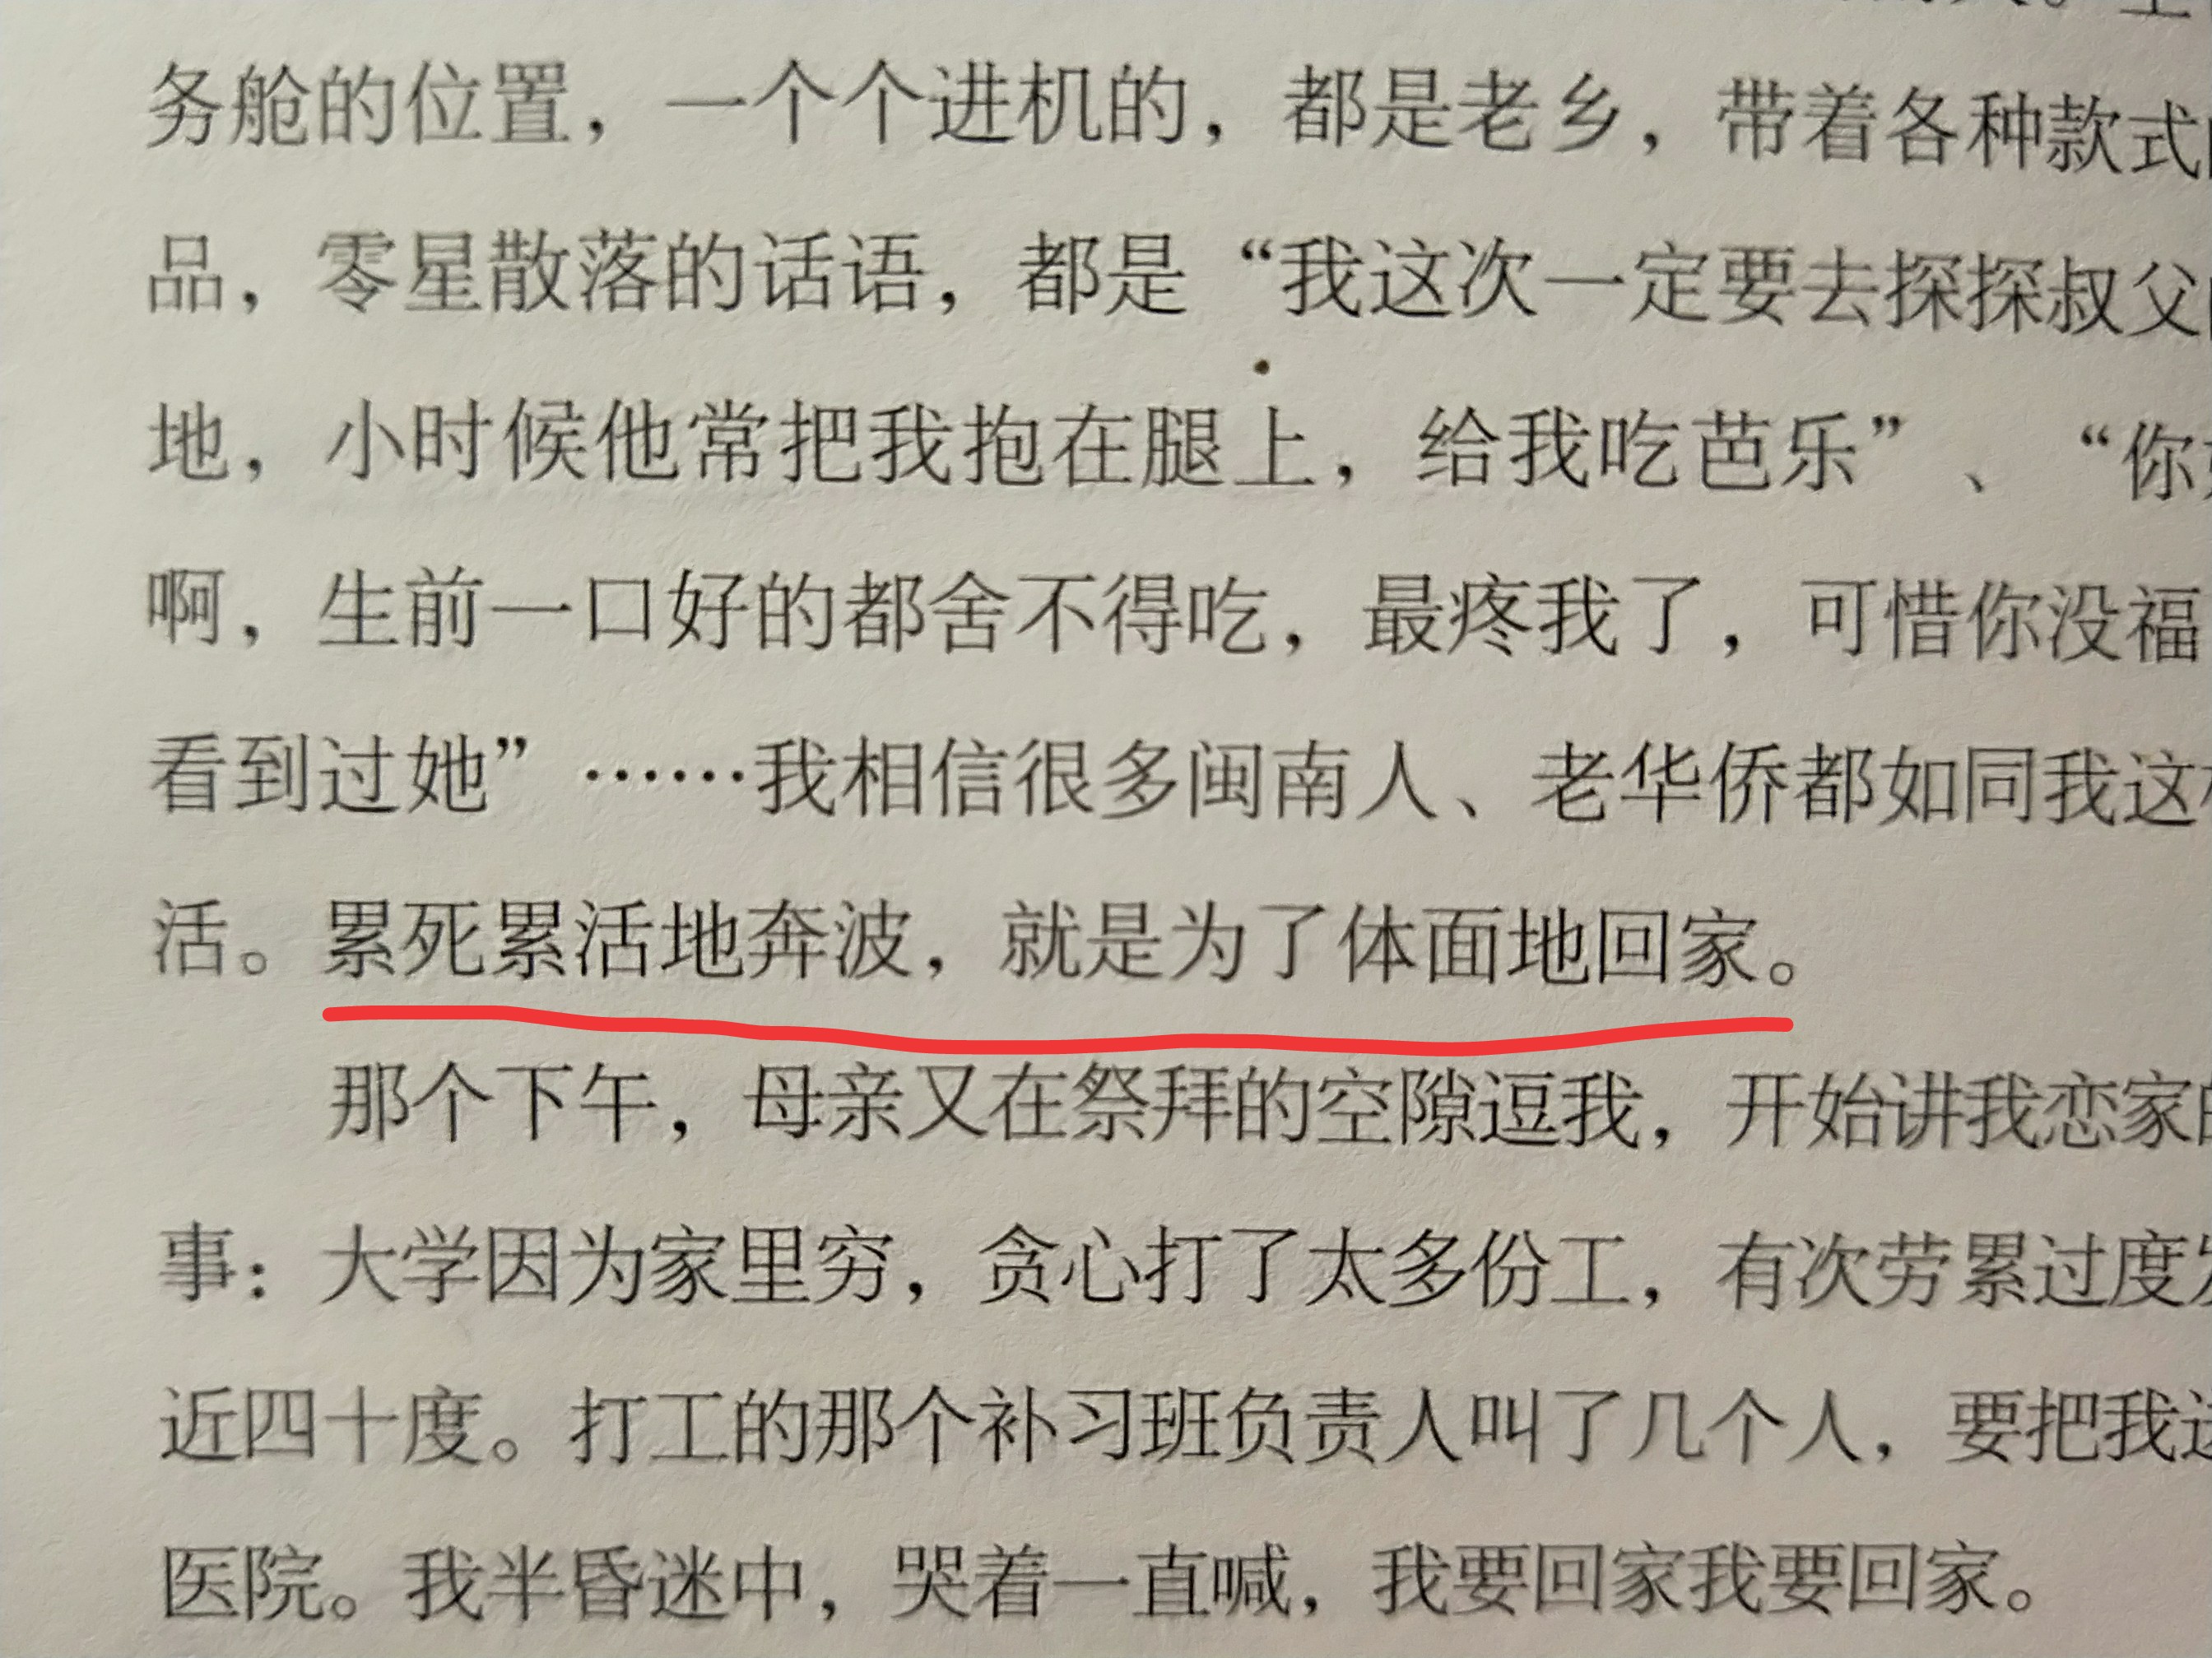 务舱的位置，一个个进机的，都是老乡，带着各种款式
品，零星散落的话语，都是“我这次一定要去探探叔父
地，小时候他常把我抱在腿上，给我吃芭乐”、“你
啊，生前一口好的都舍不得吃，最疼我了，可惜你没福
看到过她”……我相信很多闽南人、老华侨都如同我这
活。累死累活地奔波，就是为了体面地回家。
那个下午，母亲又在祭拜的空隙逗我，开始讲我恋家
事：大学因为家里穷，贪心打了太多份工，有次劳累过度
近四十度。打工的那个补习班负责人叫了几个人，要把我
医院。我半昏迷中，哭着一直喊，我要回家我要回家。